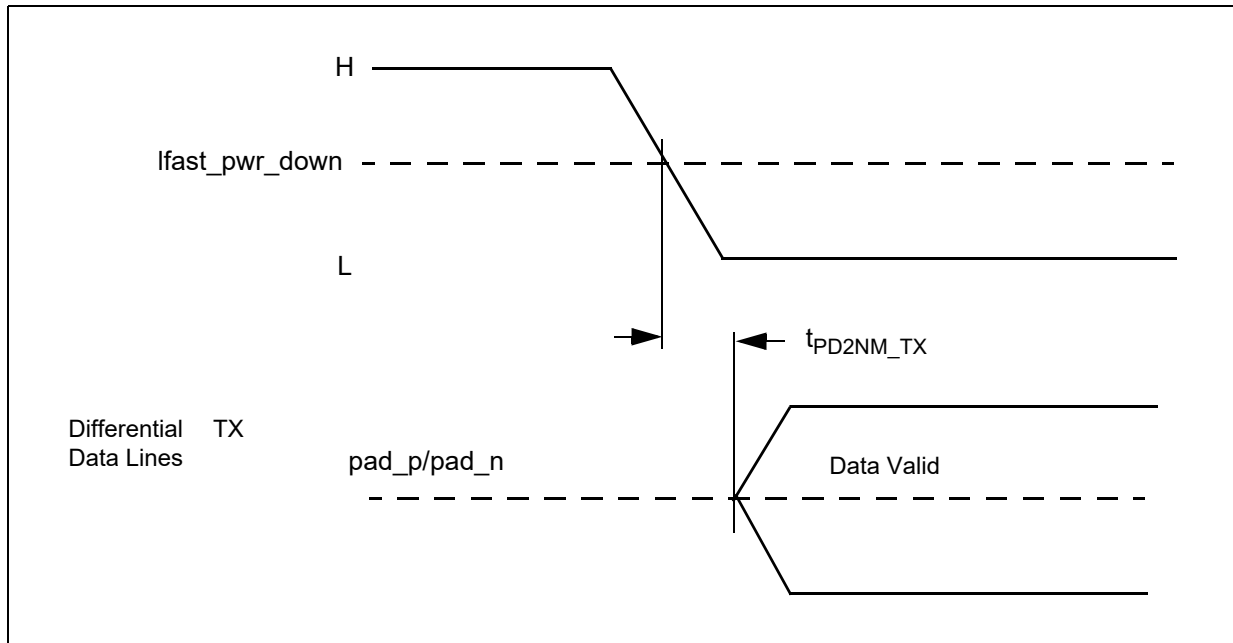 H
lfast_pwr_down
L
tPD2NM_TX
Differential TX
Data Lines
pad_p/pad_n
Data Valid